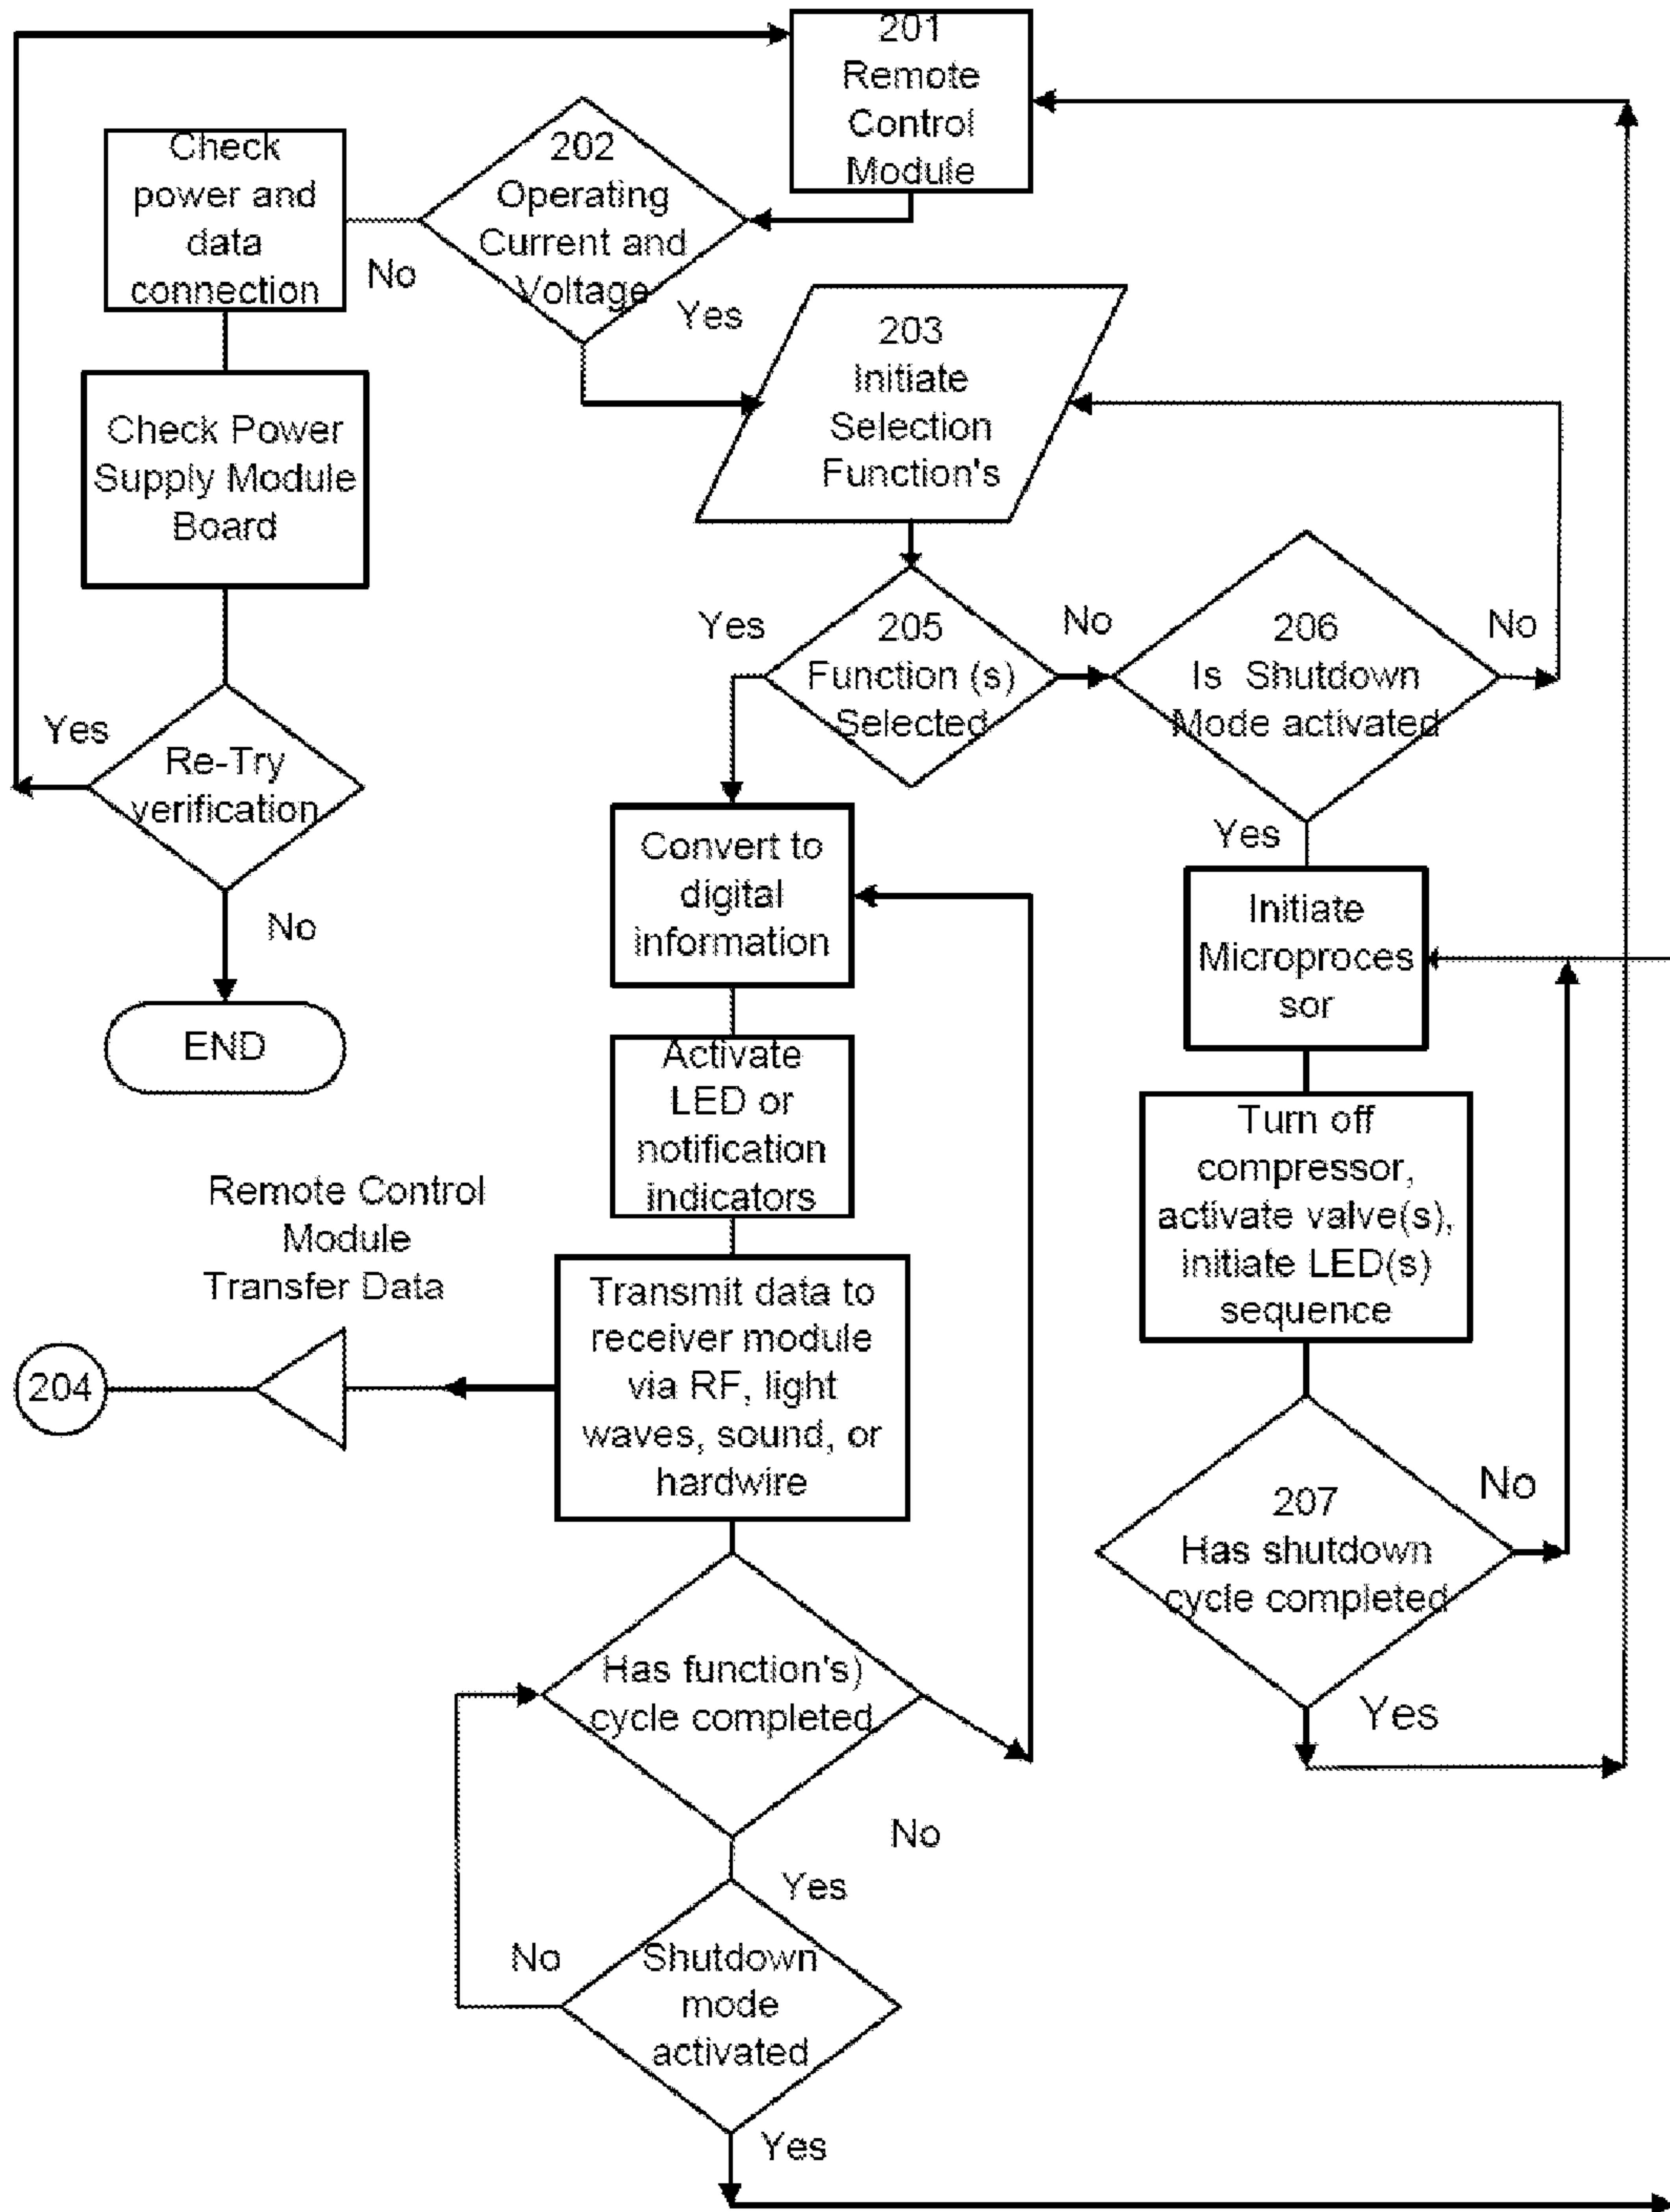 201
Remote
Control
Module
202
Operating
Current and
Voltage
Check
power and
data
connection
No
Yes
203
Initiate
Selection
Function's
Check Power
Supply Module
Board
Yes
205
Function (s)
Selected
No
206
Is Shutdown
Mode activated
No
Yes
Re-Try
verification
No
END
Yes
Convert to
digital
information
Initiate
Microproces
sor
Activate
LED or
notification
indicators
Turn off
compressor,
activate valve(s),
initiate LED(s)
sequence
Remote Control
Module
Transfer Data
204
Transmit data to
receiver module
via RF, light
waves, sound, or
hardwire
207
Has shutdown
cycle completed
No
Yes
Has function's)
cycle completed
No
Yes
Shutdown
mode
activated
No
Yes